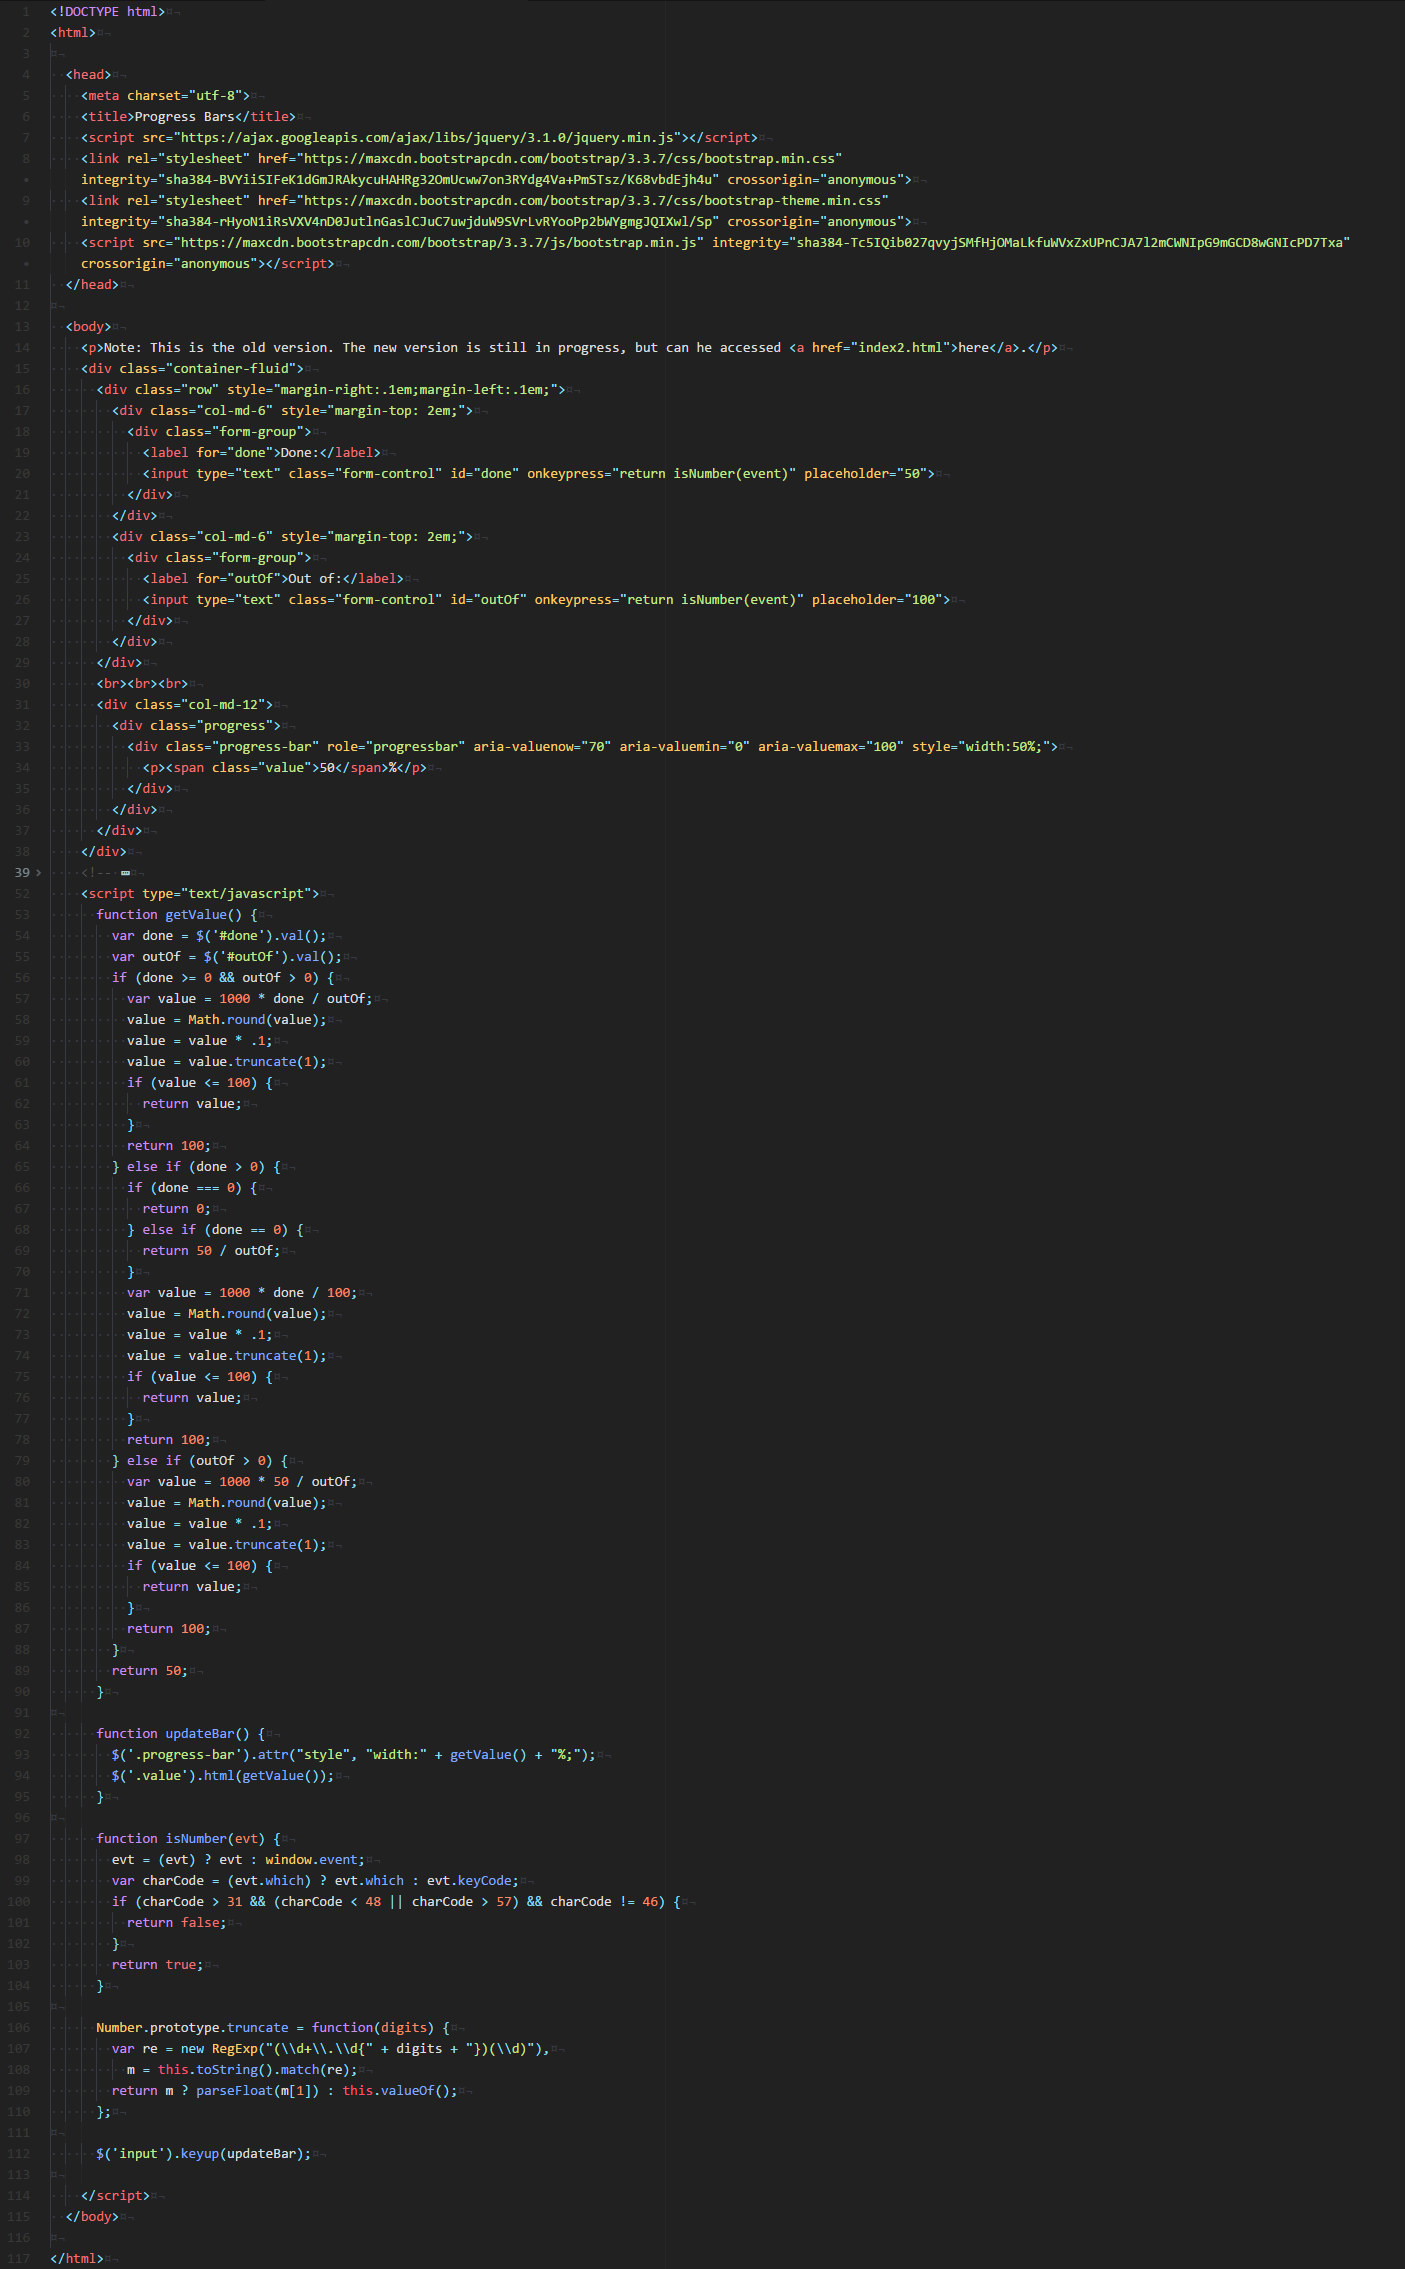 1 <!DOCTYPE html>
2 <html>
3
4 <head>
5 <meta charset="utf-8">
6 <title>Progress Bars</title>
7 <script src="https://ajax.googleapis.com/ajax/libs/jquery/3.1.0/jquery.min.js"></script>
8 <link rel="stylesheet" href="https://maxcdn.bootstrapcdn.com/bootstrap/3.3.7/css/bootstrap.min.css"
• integrity="sha384-BVYiiSIFeK1dGmJRAkycuHAHRg32OmUcww7on3RYdg4Va+PmSTsz/K68vbdEjh4u" crossorigin="anonymous">
9 <link rel="stylesheet" href="https://maxcdn.bootstrapcdn.com/bootstrap/3.3.7/css/bootstrap-theme.min.css"
• integrity="sha384-rHyoN1iRsVXV4nD0JutlnGaslCJuC7uwjduW9SVrLvRYooPp2bWYgmgJQIXwl/Sp" crossorigin="anonymous">
10 <script src="https://maxcdn.bootstrapcdn.com/bootstrap/3.3.7/js/bootstrap.min.js" integrity="sha384-Tc5IQib027qvyjSMfHjOMaLkfuWVxZxUPnCJA7l2mCWNIpG9mGCD8wGNIcPD7Txa"
• crossorigin="anonymous"></script>
11 </head>
12
13 <body>
14 <p>Note: This is the old version. The new version is still in progress, but can he accessed <a href="index2.html">here</a>.</p>
15 <div class="container-fluid">
16 <div class="row" style="margin-right:.1em;margin-left:.1em;">
17 <div class="col-md-6" style="margin-top: 2em;">
18 <div class="form-group">
19 <label for="done">Done:</label>
20 <input type="text" class="form-control" id="done" onkeypress="return isNumber(event)" placeholder="50">
21 </div>
22 </div>
23 <div class="col-md-6" style="margin-top: 2em;">
24 <div class="form-group">
25 <label for="outOf">Out of:</label>
26 <input type="text" class="form-control" id="outOf" onkeypress="return isNumber(event)" placeholder="100">
27 </div>
28 </div>
29 </div>
30 <br><br><br>
31 <div class="col-md-12">
32 <div class="progress">
33 <div class="progress-bar" role="progressbar" aria-valuenow="70" aria-valuemin="0" aria-valuemax="100" style="width:50%;">
34 <p><span class="value">50</span>%</p>
35 </div>
36 </div>
37 </div>
38 </div>
39 <!--
52 <script type="text/javascript">
53 function getValue() {
54 var done = $('#done').val();
55 var outOf = $('#outOf').val();
56 if (done >= 0 && outOf > 0) {
57 var value = 1000 * done / outOf;
58 value = Math.round(value);
59 value = value * .1;
60 value = value.truncate(1);
61 if (value <= 100) {
62 return value;
63 }
64 return 100;
65 } else if (done > 0) {
66 if (done === 0) {
67 return 0;
68 } else if (done == 0) {
69 return 50 / outOf;
70 }
71 var value = 1000 * done / 100;
72 value = Math.round(value);
73 value = value * .1;
74 value = value.truncate(1);
75 if (value <= 100) {
76 return value;
77 }
78 return 100;
79 } else if (outOf > 0) {
80 var value = 1000 * 50 / outOf;
81 value = Math.round(value);
82 value = value * .1;
83 value = value.truncate(1);
84 if (value <= 100) {
85 return value;
86 }
87 return 100;
88 }
89 return 50;
90 }
91
92 function updateBar() {
93 $('.progress-bar').attr("style", "width:" + getValue() + "%;");
94 $('.value').html(getValue());
95 }
96
97 function isNumber(evt) {
98 evt = (evt) ? evt : window.event;
99 var charCode = (evt.which) ? evt.which : evt.keyCode;
100 if (charCode > 31 && (charCode < 48 || charCode > 57) && charCode != 46) {
101 return false;
102 }
103 return true;
104 }
105
106 Number.prototype.truncate = function(digits) {
107 var re = new RegExp("(\\d+\\.\\d{" + digits + "})(\\d)"),
108 m = this.toString().match(re);
109 return m ? parseFloat(m[1]) : this.valueOf();
110 };
111
112 $('input').keyup(updateBar);
113
114 </script>
115 </body>
116
117 </html>